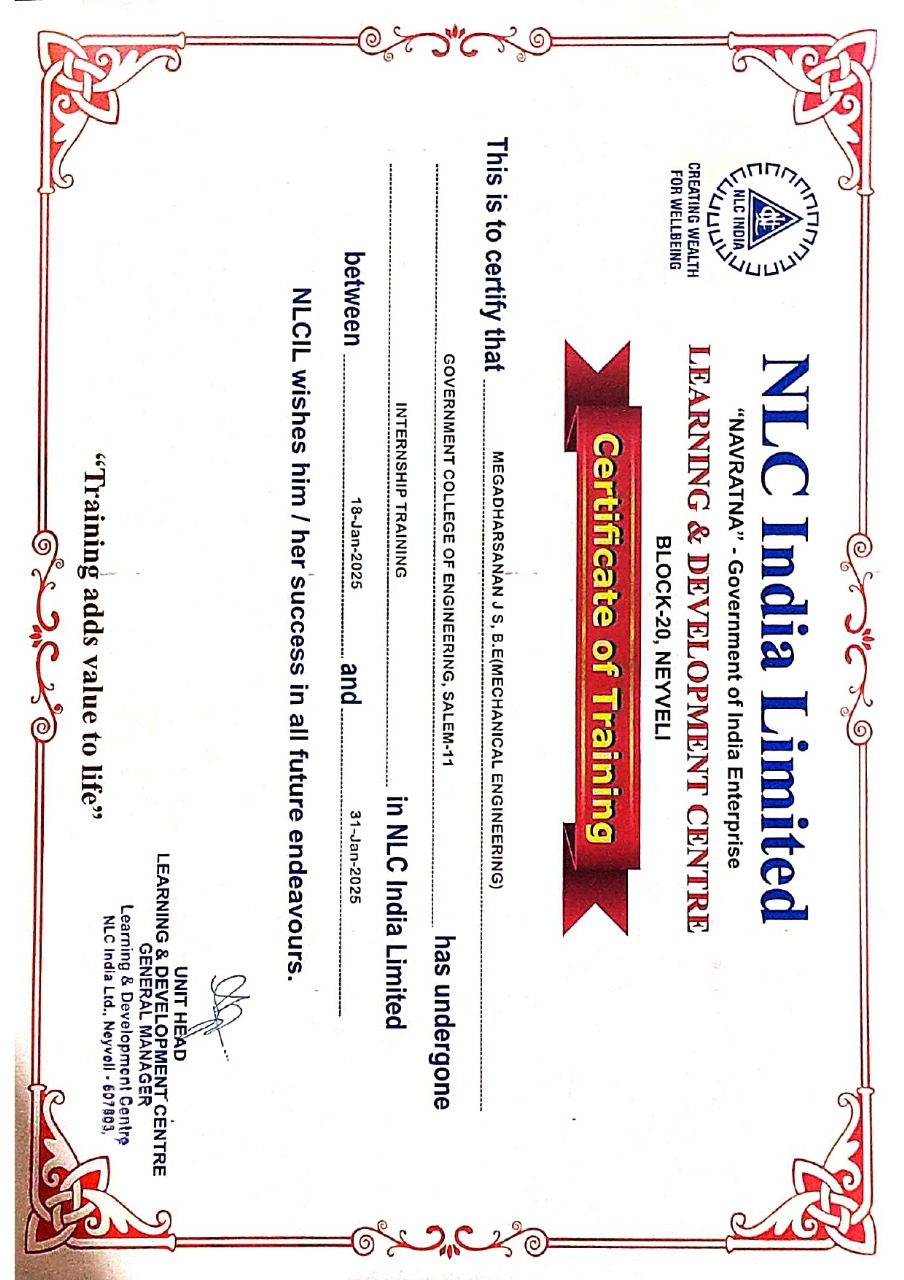 NLC INDIA
CREATING WEALTH
FOR WELLBEING
NLC India Limited
“NAVRATNA” - Government of India Enterprise
LEARNING & DEVELOPMENT CENTRE
BLOCK-20, NEYVELI
Certificate of Training
This is to certify that MEGADHARSANAN J S, B.E(MECHANICAL ENGINEERING)
GOVERNMENT COLLEGE OF ENGINEERING, SALEM-11 has undergone
INTERNSHIP TRAINING in NLC India Limited
between 18-Jan-2025 and 31-Jan-2025
NLCIL wishes him / her success in all future endeavours.
UNIT HEAD
LEARNING & DEVELOPMENT CENTRE
GENERAL MANAGER
Learning & Development Centre
NLC India Ltd., Neyveli - 607803,
“Training adds value to life”